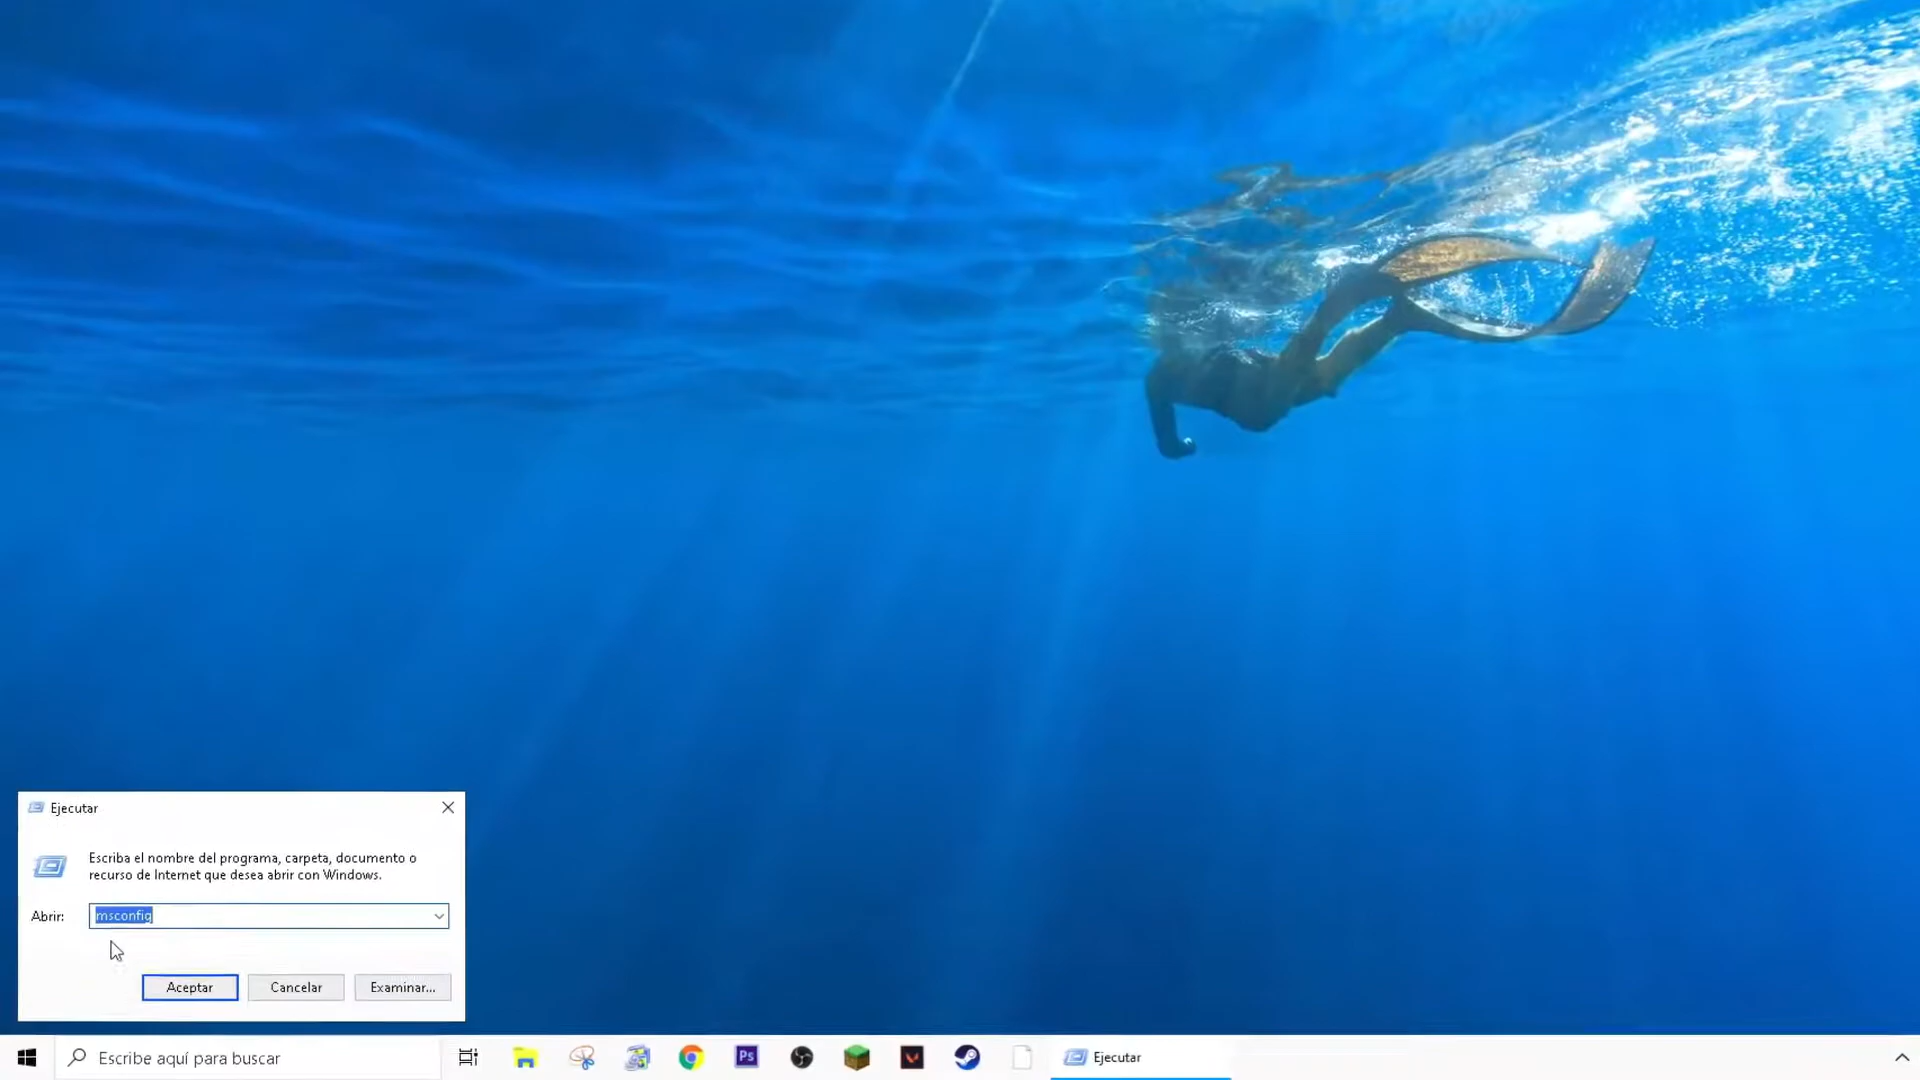 Ejecutar
Escriba el nombre del programa, carpeta, documento o
recurso de Internet que desea abrir con Windows.
Abrir: msconfig
Aceptar Cancelar Examinar...
Escribe aquí para buscar Ps Ejecutar